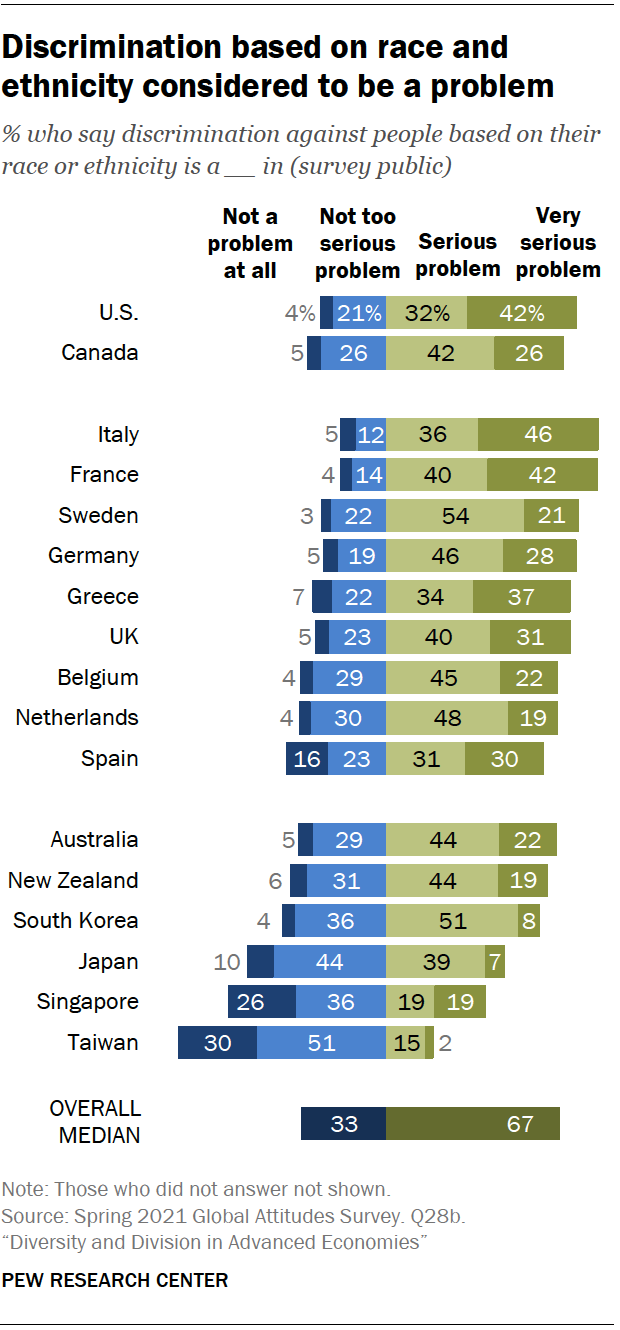 Discrimination based on race and
ethnicity considered to be a problem
% who say discrimination against people based on their
race or ethnicity is a __ in (survey public)
Not a problem at all
Not too serious problem
Serious problem
Very serious problem
U.S. 4% 21% 32% 42%
Canada 5 26 42 26
Italy 5 12 36 46
France 4 14 40 42
Sweden 3 22 54 21
Germany 5 19 46 28
Greece 7 22 34 37
UK 5 23 40 31
Belgium 4 29 45 22
Netherlands 4 30 48 19
Spain 16 23 31 30
Australia 5 29 44 22
New Zealand 6 31 44 19
South Korea 4 36 51 8
Japan 10 44 39 7
Singapore 26 36 19 19
Taiwan 30 51 15 2
OVERALL
MEDIAN 33 67
Note: Those who did not answer not shown.
Source: Spring 2021 Global Attitudes Survey. Q28b.
“Diversity and Division in Advanced Economies”
PEW RESEARCH CENTER